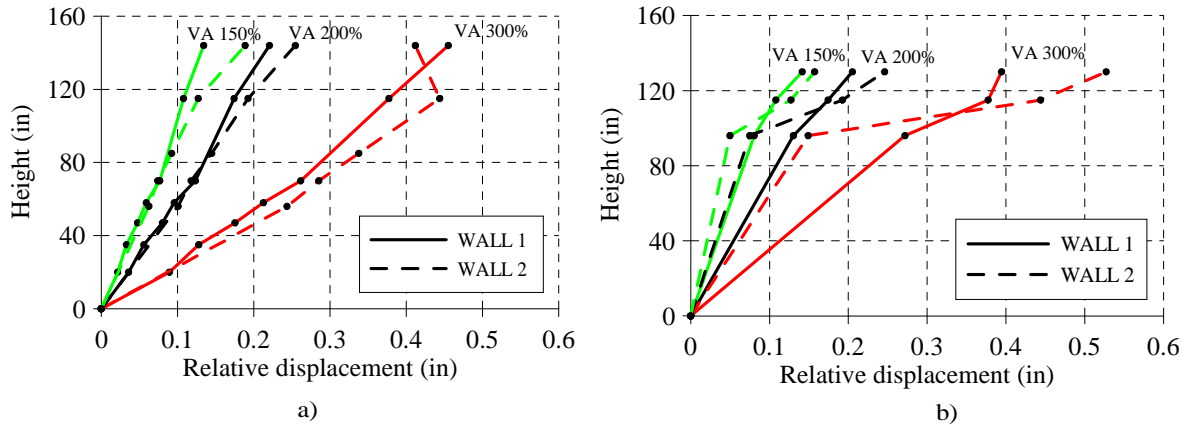 160
VA 150%
VA 200%
VA 300%
120
80
40
0
Height (in)
WALL 1
WALL 2
0
0.1
0.2
0.3
0.4
0.5
0.6
Relative displacement (in)
a)
160
VA 150%
VA 200%
VA 300%
120
80
40
0
Height (in)
WALL 1
WALL 2
0
0.1
0.2
0.3
0.4
0.5
0.6
Relative displacement (in)
b)